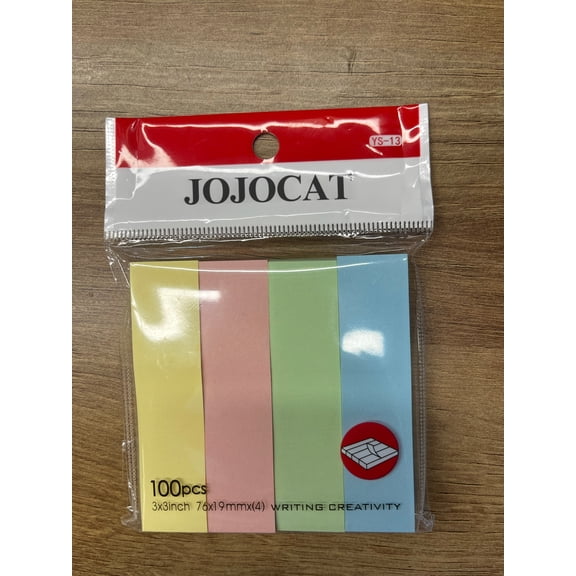 YS-13
JOJOCAT
100pcs
3x3inch 76x19mmx(4) WRITING CREATIVITY